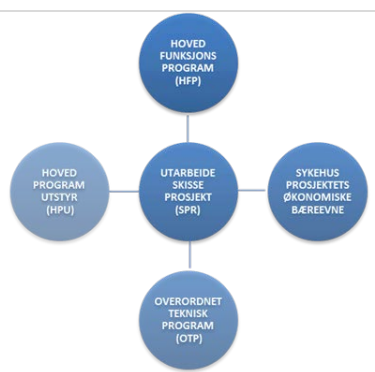 HOVED
FUNKSJONS
PROGRAM
(HFP)
HOVED
PROGRAM
UTSTYR
(HPU)
UTARBEIDE
SKISSE
PROSJEKT
(SPR)
SYKEHUS
PROSJEKTETS
ØKONOMISKE
BÆREEVNE
OVERORDNET
TEKNISK
PROGRAM
(OTP)